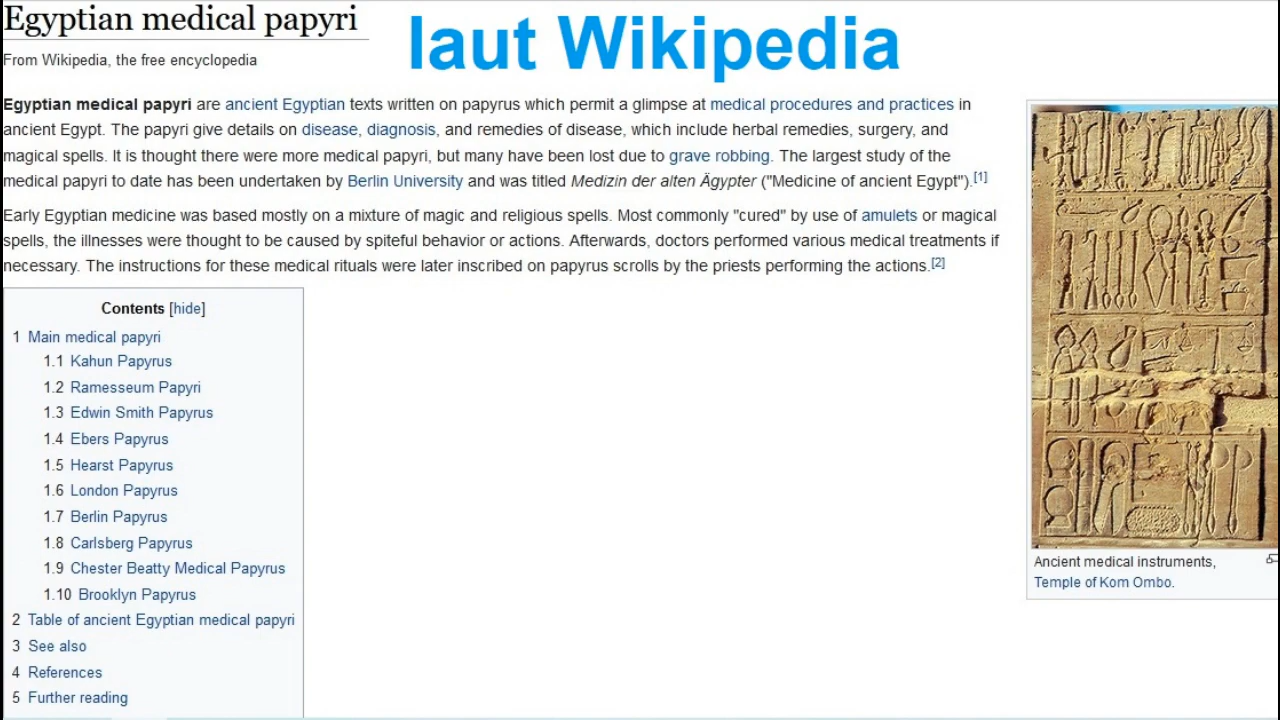 Egyptian medical papyri
laut Wikipedia
From Wikipedia, the free encyclopedia
Egyptian medical papyri are ancient Egyptian texts written on papyrus which permit a glimpse at medical procedures and practices in
ancient Egypt. The papyri give details on disease, diagnosis, and remedies of disease, which include herbal remedies, surgery, and
magical spells. It is thought there were more medical papyri, but many have been lost due to grave robbing. The largest study of the
medical papyri to date has been undertaken by Berlin University and was titled Medizin der alten Ägypter ("Medicine of ancient Egypt").[1]
Early Egyptian medicine was based mostly on a mixture of magic and religious spells. Most commonly "cured" by use of amulets or magical
spells, the illnesses were thought to be caused by spiteful behavior or actions. Afterwards, doctors performed various medical treatments if
necessary. The instructions for these medical rituals were later inscribed on papyrus scrolls by the priests performing the actions.[2]
Contents [hide]
1 Main medical papyri
1.1 Kahun Papyrus
1.2 Ramesseum Papyri
1.3 Edwin Smith Papyrus
1.4 Ebers Papyrus
1.5 Hearst Papyrus
1.6 London Papyrus
1.7 Berlin Papyrus
1.8 Carlsberg Papyrus
1.9 Chester Beatty Medical Papyrus
1.10 Brooklyn Papyrus
2 Table of ancient Egyptian medical papyri
3 See also
4 References
5 Further reading
Ancient medical instruments,
Temple of Kom Ombo.